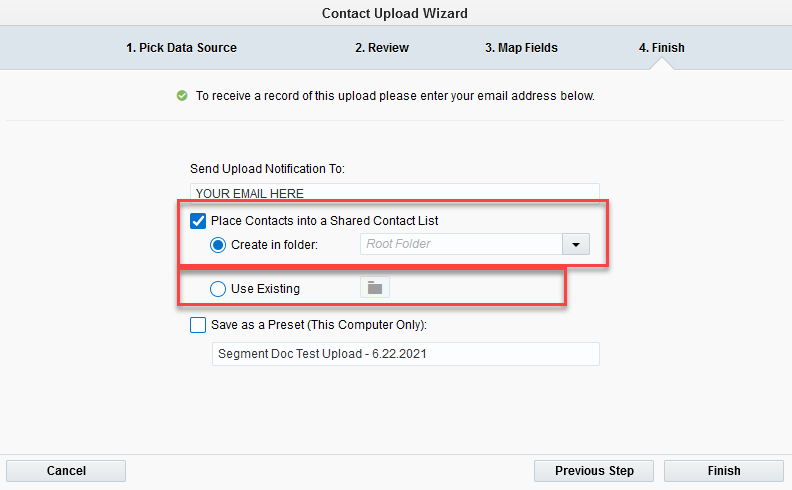 Contact Upload Wizard
1. Pick Data Source 2. Review 3. Map Fields 4. Finish
To receive a record of this upload please enter your email address below.
Send Upload Notification To:
YOUR EMAIL HERE
Place Contacts into a Shared Contact List
Create in folder: Root Folder
Use Existing
Save as a Preset (This Computer Only):
Segment Doc Test Upload - 6.22.2021
Cancel Previous Step Finish